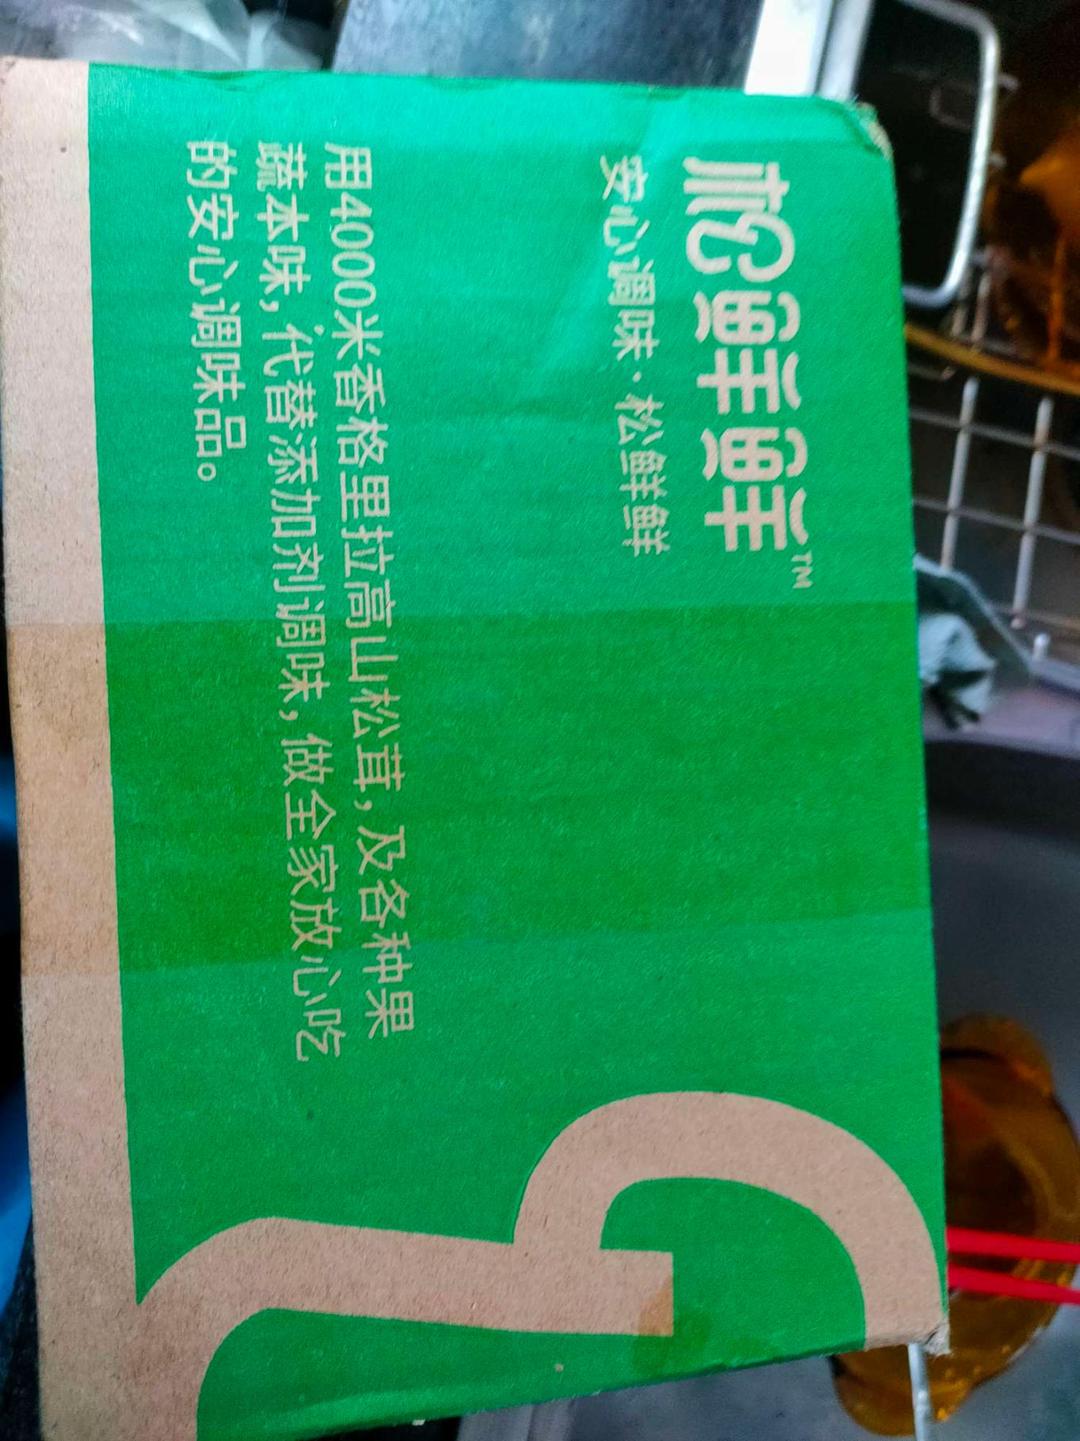 松鲜鲜™
安心调味·松鲜鲜
用4000米香格里拉高山松茸，及各种果
蔬本味，代替添加剂调味，做全家放心吃
的安心调味品。